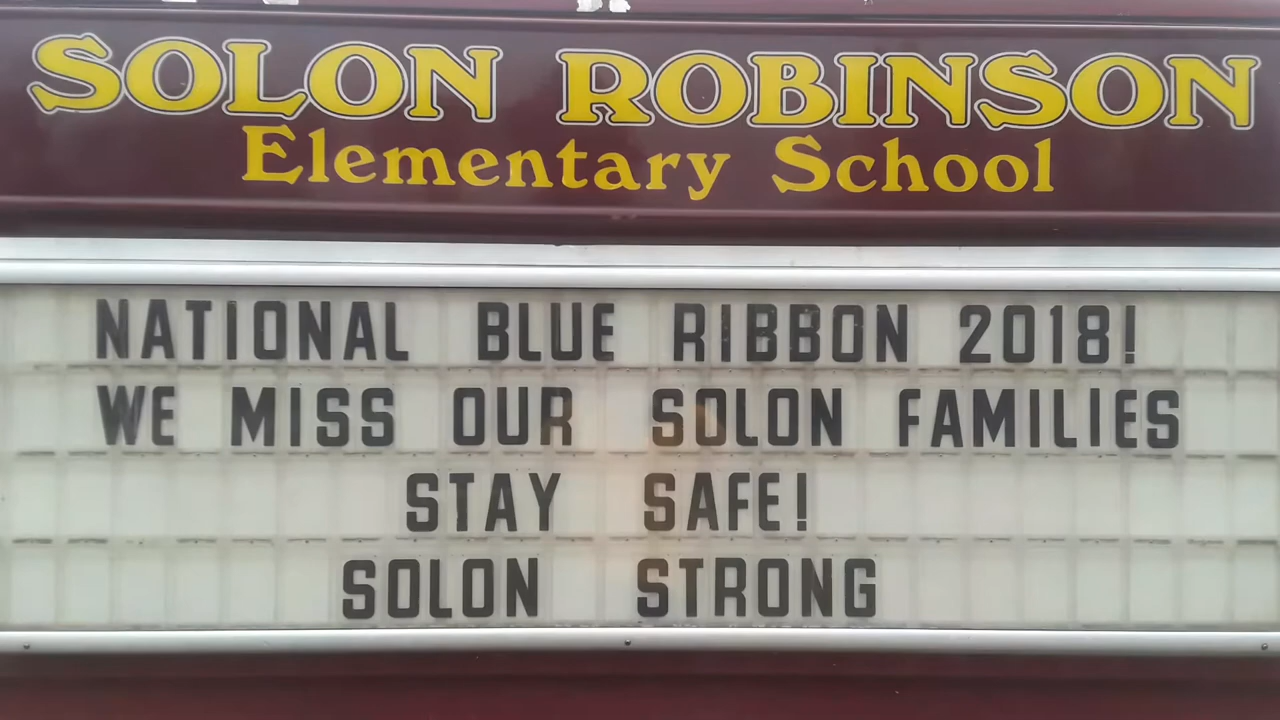 SOLON ROBINSON
Elementary School
NATIONAL BLUE RIBBON 2018!
WE MISS OUR SOLON FAMILIES
STAY SAFE!
SOLON STRONG